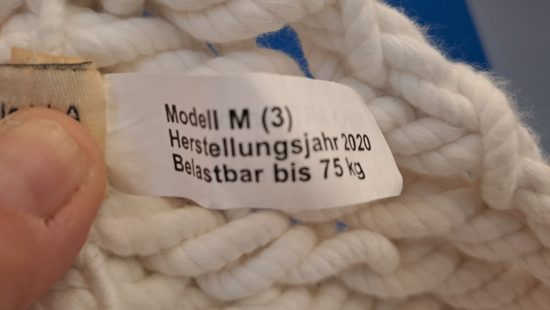 Modell M (3)
Herstellungsjahr 2020
Belastbar bis 75 kg